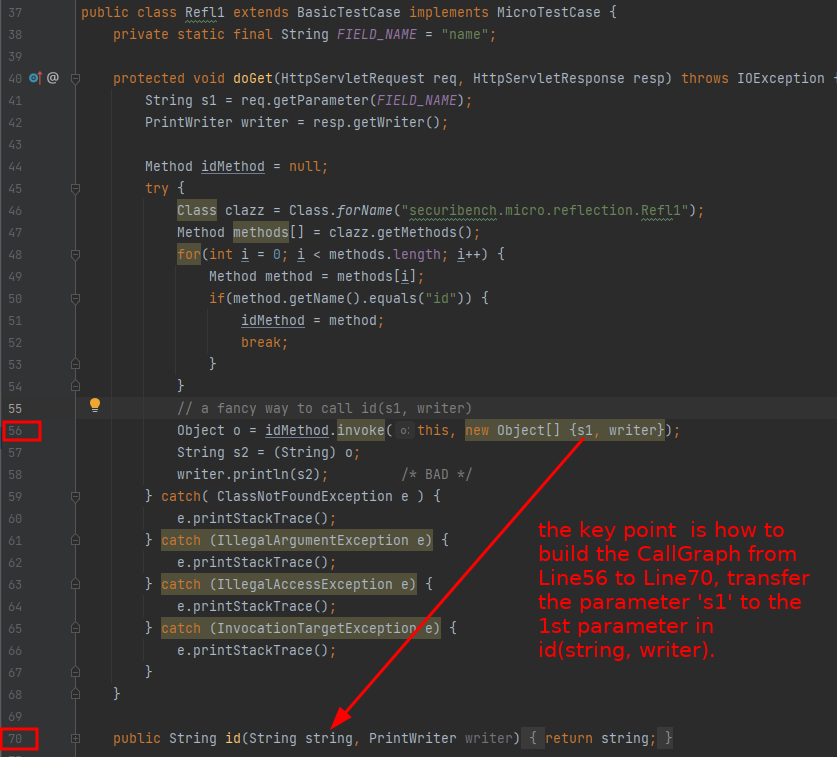 37 public class Refl1 extends BasicTestCase implements MicroTestCase {
38 private static final String FIELD_NAME = "name";
39
40 @ protected void doGet(HttpServletRequest req, HttpServletResponse resp) throws IOException {
41 String s1 = req.getParameter(FIELD_NAME);
42 PrintWriter writer = resp.getWriter();
43
44 Method idMethod = null;
45 try {
46 Class clazz = Class.forName("securibench.micro.reflection.Refl1");
47 Method methods[] = clazz.getMethods();
48 for(int i = 0; i < methods.length; i++) {
49 Method method = methods[i];
50 if(method.getName().equals("id")) {
51 idMethod = method;
52 break;
53 }
54 }
55 // a fancy way to call id(s1, writer)
56 Object o = idMethod.invoke( o: this, new Object[] {s1, writer});
57 String s2 = (String) o;
58 writer.println(s2); /* BAD */
59 } catch( ClassNotFoundException e ) {
60 e.printStackTrace();
61 } catch (IllegalArgumentException e) {
62 e.printStackTrace();
63 } catch (IllegalAccessException e) {
64 e.printStackTrace();
65 } catch (InvocationTargetException e) {
66 e.printStackTrace();
67 }
68 }
69
70 public String id(String string, PrintWriter writer) { return string; }
the key point is how to
build the CallGraph from
Line56 to Line70, transfer
the parameter 's1' to the
1st parameter in
id(string, writer).